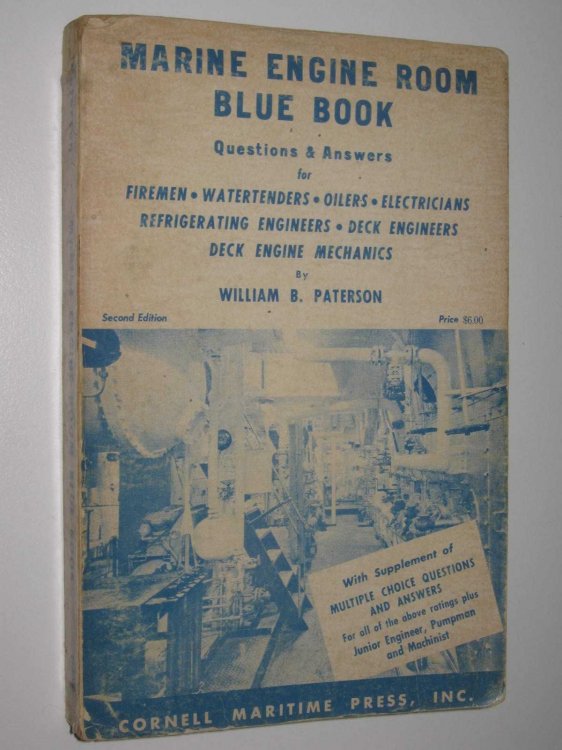 MARINE ENGINE ROOM
BLUE BOOK
Questions & Answers
for
FIREMEN • WATERTENDERS • OILERS • ELECTRICIANS
REFRIGERATING ENGINEERS • DECK ENGINEERS
DECK ENGINE MECHANICS
By
WILLIAM B. PATERSON
Second Edition
Price $6.00
With Supplement of
MULTIPLE CHOICE QUESTIONS
AND ANSWERS
For all of the above ratings plus
Junior Engineer, Pumpman
and Machinist
CORNELL MARITIME PRESS, INC.